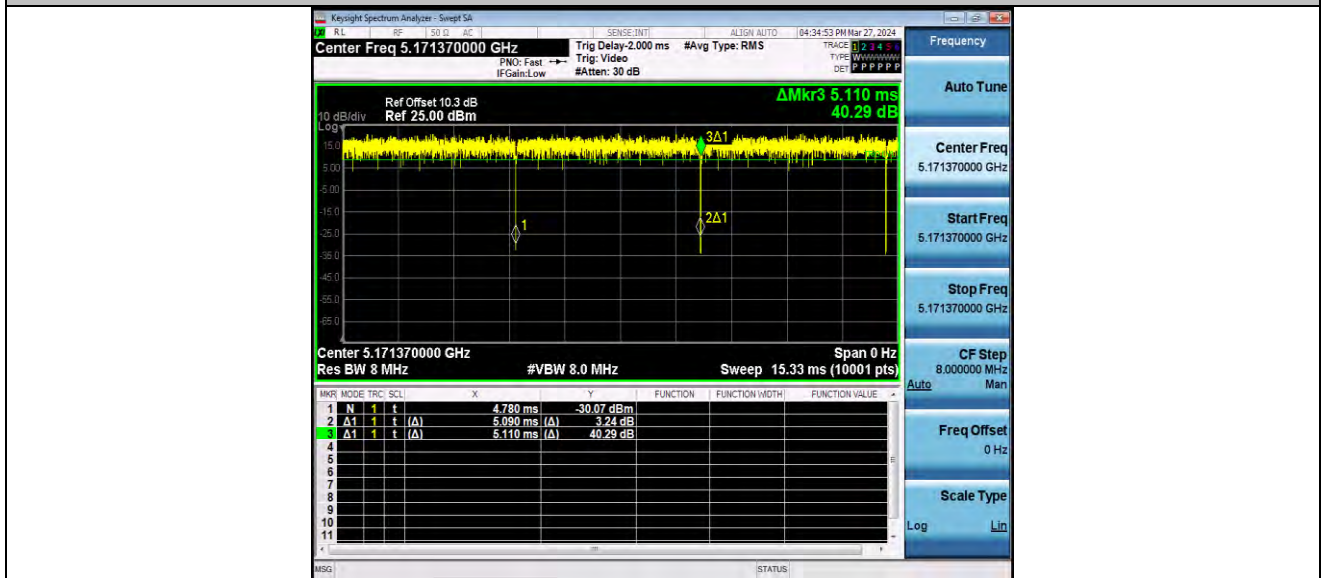 Keysight Spectrum Analyzer - Swept SA
RL RF 50 Ω AC SENSE:INT ALIGN AUTO 04:34:53 PM Mar 27, 2024
Center Freq 5.171370000 GHz
PNO: Fast
IFGain:Low
Trig Delay-2.000 ms
Trig: Video
#Atten: 30 dB
#Avg Type: RMS
TRACE 1 2 3 4 5 6
TYPE WWWWWW
DET P P P P P P
ΔMkr3 5.110 ms
40.29 dB
Ref Offset 10.3 dB
10 dB/div Ref 25.00 dBm
Log
15.0
5.00
-5.00
-15.0
-25.0
-35.0
-45.0
-55.0
-65.0
3Δ1
1
2Δ1
Center 5.171370000 GHz Span 0 Hz
Res BW 8 MHz #VBW 8.0 MHz Sweep 15.33 ms (10001 pts)
MKR MODE TRC SCL X Y FUNCTION FUNCTION WIDTH FUNCTION VALUE
1 N 1 t 4.780 ms -30.07 dBm
2 Δ1 1 t (Δ) 5.090 ms (Δ) 3.24 dB
3 Δ1 1 t (Δ) 5.110 ms (Δ) 40.29 dB
4
5
6
7
8
9
10
11
MSG STATUS
Frequency
Auto Tune
Center Freq
5.171370000 GHz
Start Freq
5.171370000 GHz
Stop Freq
5.171370000 GHz
CF Step
8.000000 MHz
Auto Man
Freq Offset
0 Hz
Scale Type
Log Lin